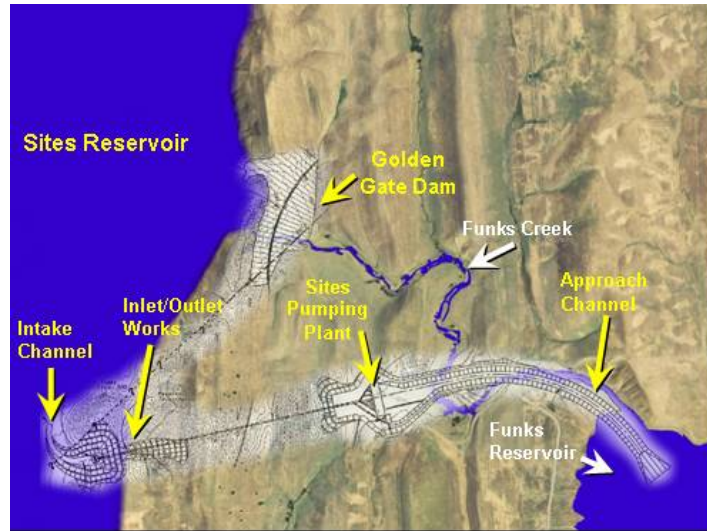 Sites Reservoir
Golden
Gate Dam
Funks Creek
Sites
Pumping
Plant
Approach
Channel
Inlet/Outlet
Works
Intake
Channel
Funks
Reservoir